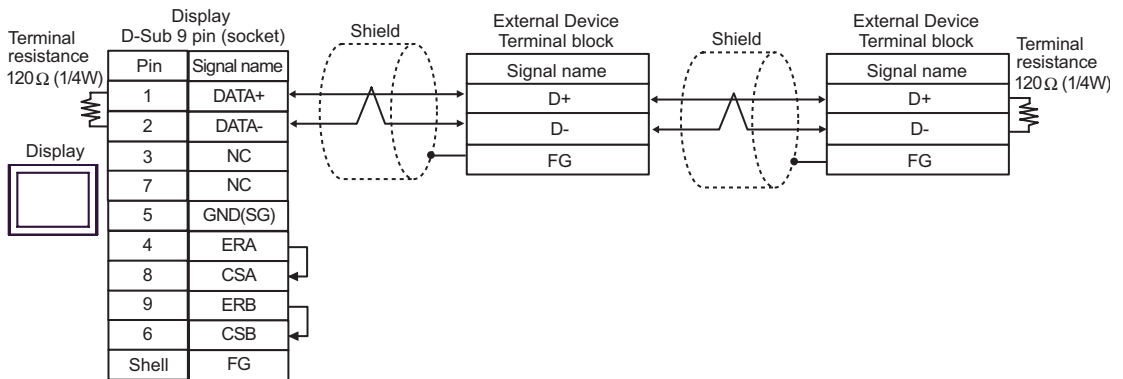 Display
D-Sub 9 pin (socket)
Terminal
resistance
120Ω (1/4W)
Pin Signal name
1 DATA+
2 DATA-
3 NC
7 NC
5 GND(SG)
4 ERA
8 CSA
9 ERB
6 CSB
Shell FG
Display
Shield
External Device
Terminal block
Signal name
D+
D-
FG
Shield
External Device
Terminal block
Signal name
D+
D-
FG
Terminal
resistance
120Ω (1/4W)